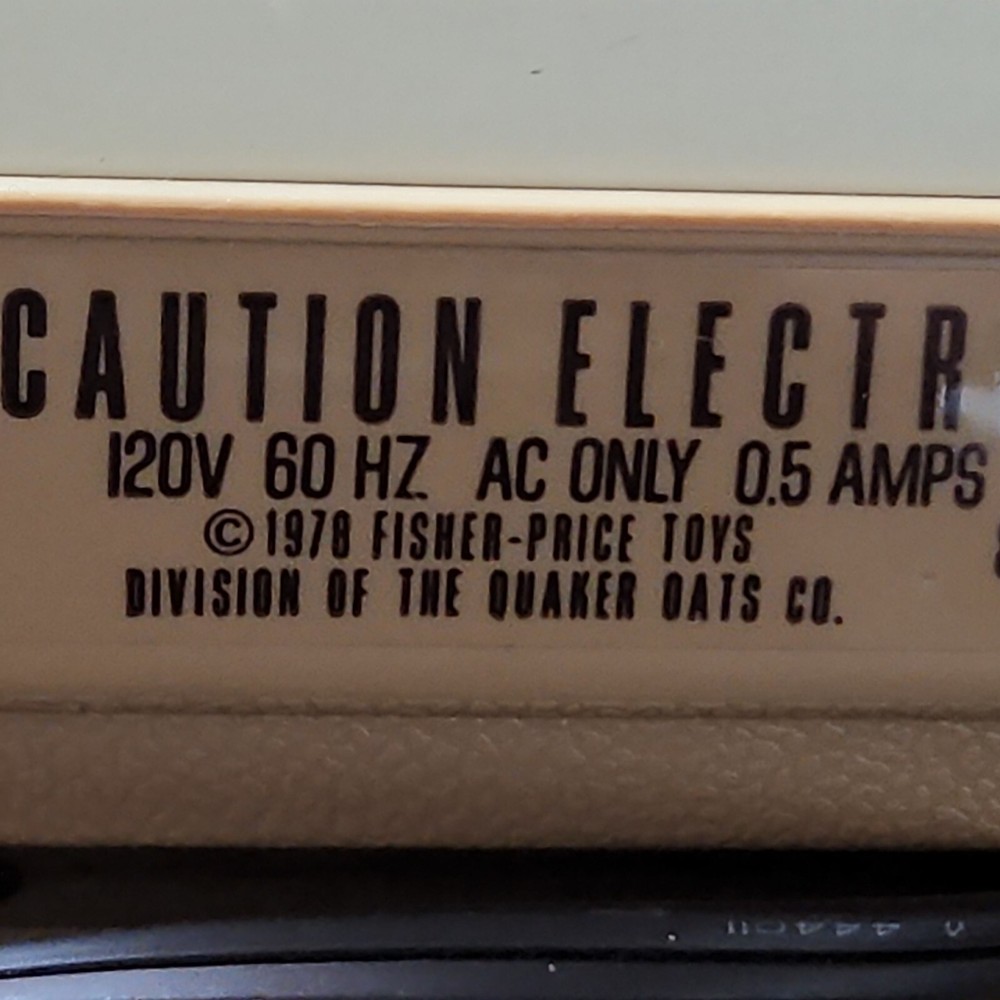 CAUTION ELECTR
120V 60 HZ. AC ONLY 0.5 AMPS
©1978 FISHER-PRICE TOYS
DIVISION OF THE QUAKER OATS CO.